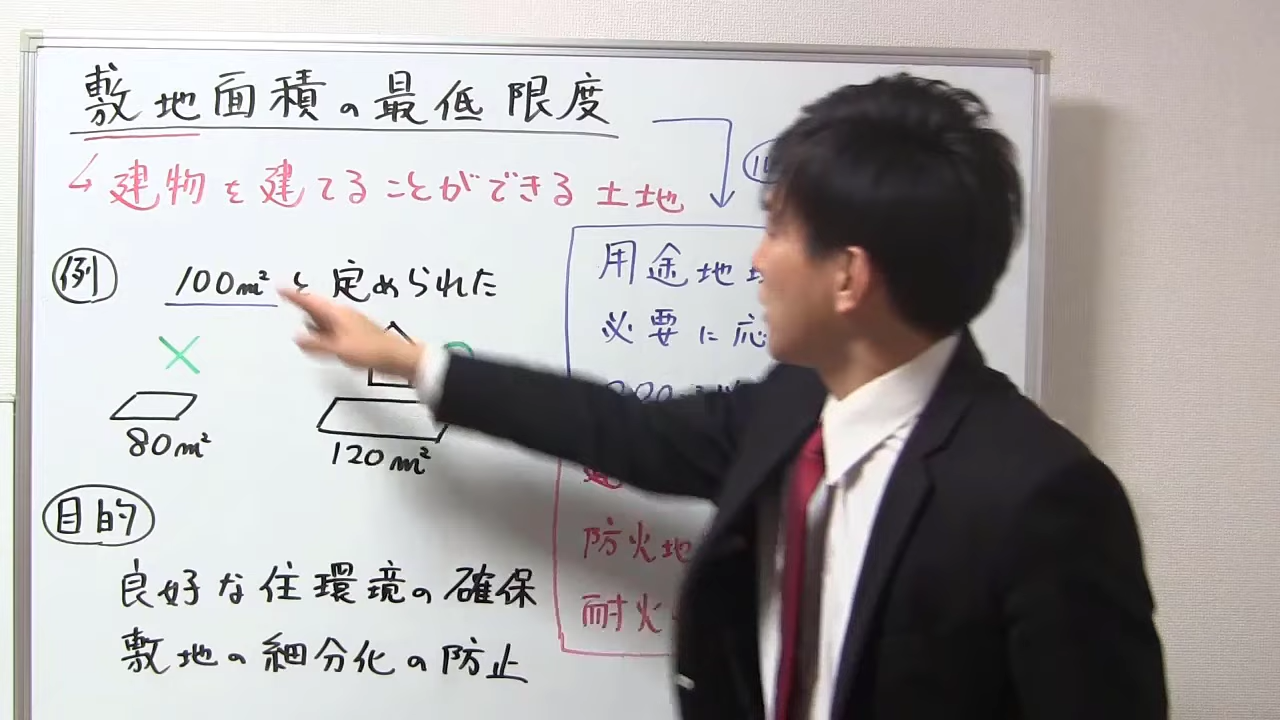 敷地面積の最低限度
↳建物を建てることができる土地
例 100m²と定められた
80m²
120m²
目的
良好な住環境の確保
敷地の細分化の防止
用途地
必要に応
防火地
耐火